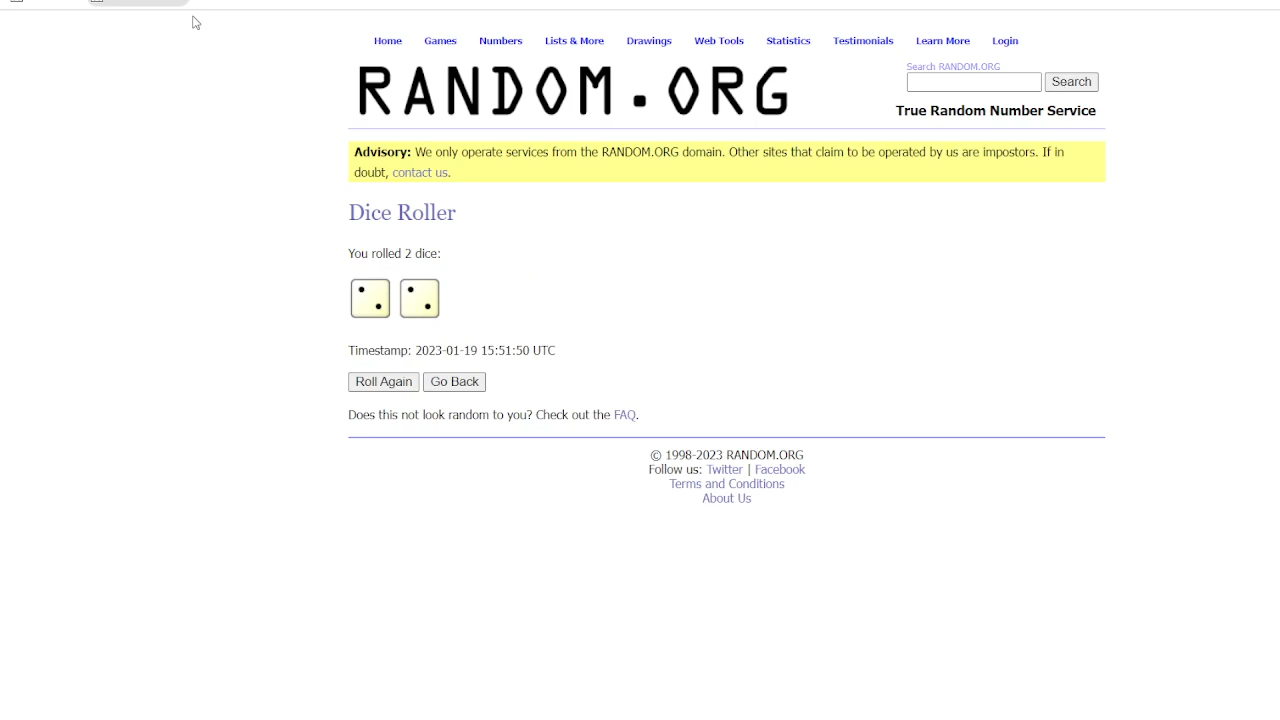 Home Games Numbers Lists & More Drawings Web Tools Statistics Testimonials Learn More Login
RANDOM.ORG
Search RANDOM.ORG
Search
True Random Number Service
Advisory: We only operate services from the RANDOM.ORG domain. Other sites that claim to be operated by us are impostors. If in
doubt, contact us.
Dice Roller
You rolled 2 dice:
Timestamp: 2023-01-19 15:51:50 UTC
Roll Again Go Back
Does this not look random to you? Check out the FAQ.
© 1998-2023 RANDOM.ORG
Follow us: Twitter | Facebook
Terms and Conditions
About Us